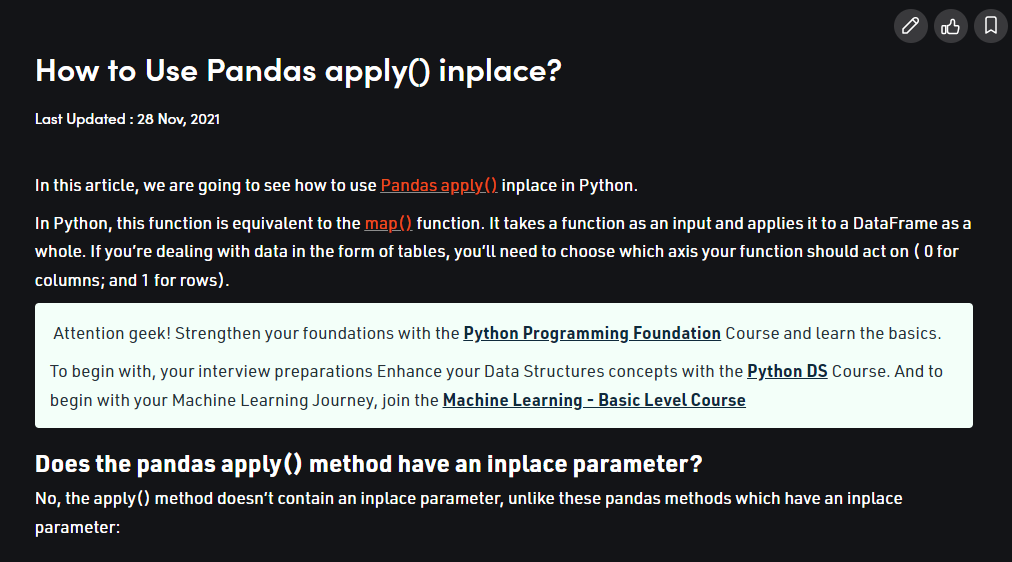 How to Use Pandas apply() inplace?
Last Updated : 28 Nov, 2021
In this article, we are going to see how to use Pandas apply() inplace in Python.
In Python, this function is equivalent to the map() function. It takes a function as an input and applies it to a DataFrame as a
whole. If you’re dealing with data in the form of tables, you’ll need to choose which axis your function should act on ( 0 for
columns; and 1 for rows).
Attention geek! Strengthen your foundations with the Python Programming Foundation Course and learn the basics.
To begin with, your interview preparations Enhance your Data Structures concepts with the Python DS Course. And to
begin with your Machine Learning Journey, join the Machine Learning - Basic Level Course
Does the pandas apply() method have an inplace parameter?
No, the apply() method doesn’t contain an inplace parameter, unlike these pandas methods which have an inplace
parameter: